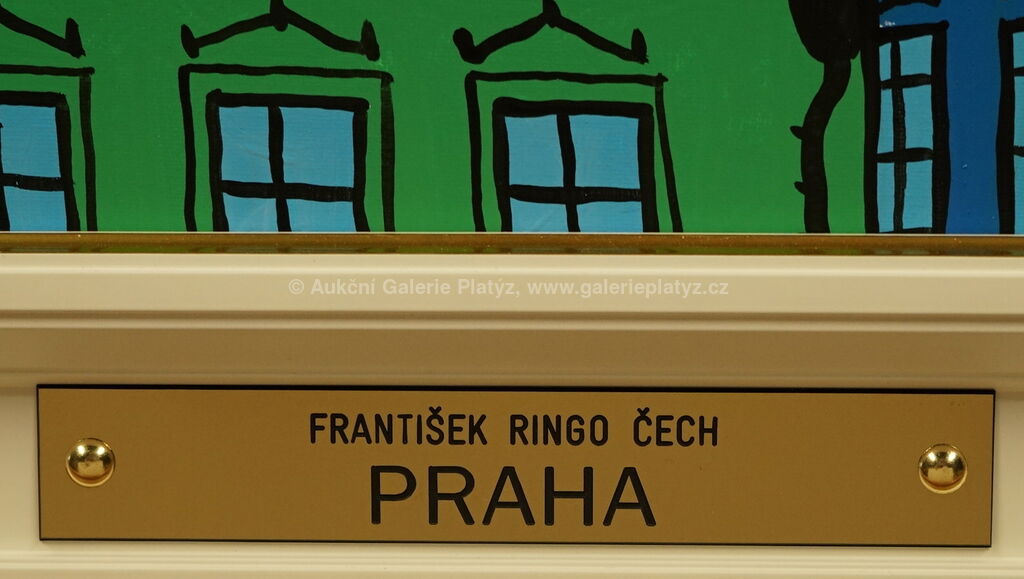 © Aukční Galerie Platýz, www.galerieplatyz.cz
FRANTIŠEK RINGO ČECH
PRAHA